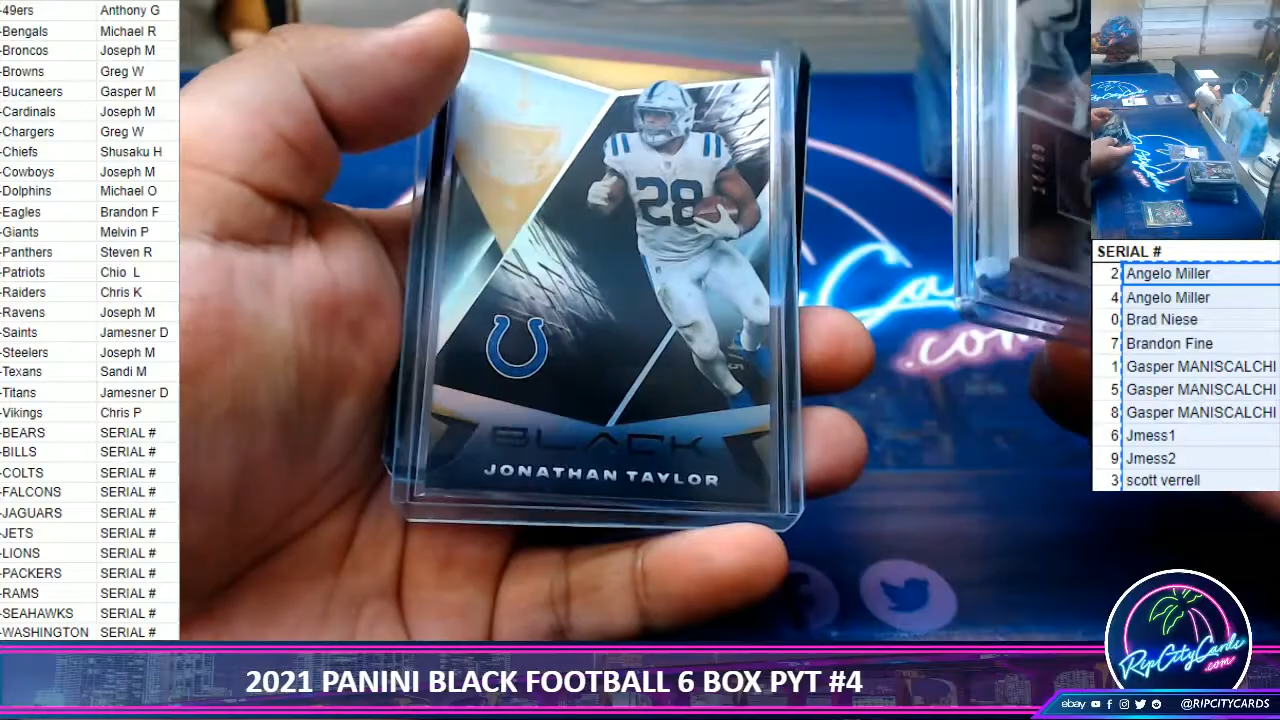 -49ers Anthony G
-Bengals Michael R
-Broncos Joseph M
-Browns Greg W
-Bucaneers Gasper M
-Cardinals Joseph M
-Chargers Greg W
-Chiefs Shusaku H
-Cowboys Joseph M
-Dolphins Michael O
-Eagles Brandon F
-Giants Melvin P
-Panthers Steven R
-Patriots Chio L
-Raiders Chris K
-Ravens Joseph M
-Saints Jamesner D
-Steelers Joseph M
-Texans Sandi M
-Titans Jamesner D
-Vikings Chris P
-BEARS SERIAL #
-BILLS SERIAL #
-COLTS SERIAL #
-FALCONS SERIAL #
-JAGUARS SERIAL #
-JETS SERIAL #
-LIONS SERIAL #
-PACKERS SERIAL #
-RAMS SERIAL #
-SEAHAWKS SERIAL #
-WASHINGTON SERIAL #
28
BLACK
JONATHAN TAYLOR
Ca
.com
SERIAL #
2 Angelo Miller
4 Angelo Miller
0 Brad Niese
7 Brandon Fine
1 Gasper MANISCALCHI
5 Gasper MANISCALCHI
8 Gasper MANISCALCHI
6 Jmess1
9 Jmess2
3 scott verrell
RipCityCards
.com
2021 PANINI BLACK FOOTBALL 6 BOX PYT #4
ebay @RIPCITYCARDS